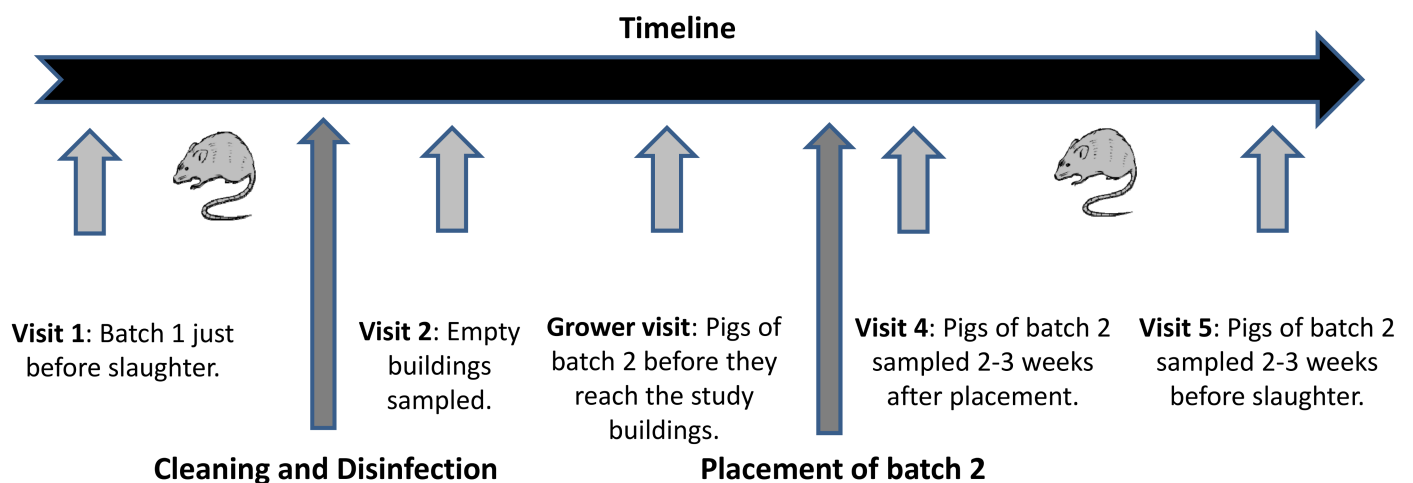 Timeline
Visit 1: Batch 1 just
before slaughter.
Visit 2: Empty
buildings
sampled.
Grower visit: Pigs of
batch 2 before they
reach the study
buildings.
Visit 4: Pigs of batch 2
sampled 2-3 weeks
after placement.
Visit 5: Pigs of batch 2
sampled 2-3 weeks
before slaughter.
Cleaning and Disinfection
Placement of batch 2